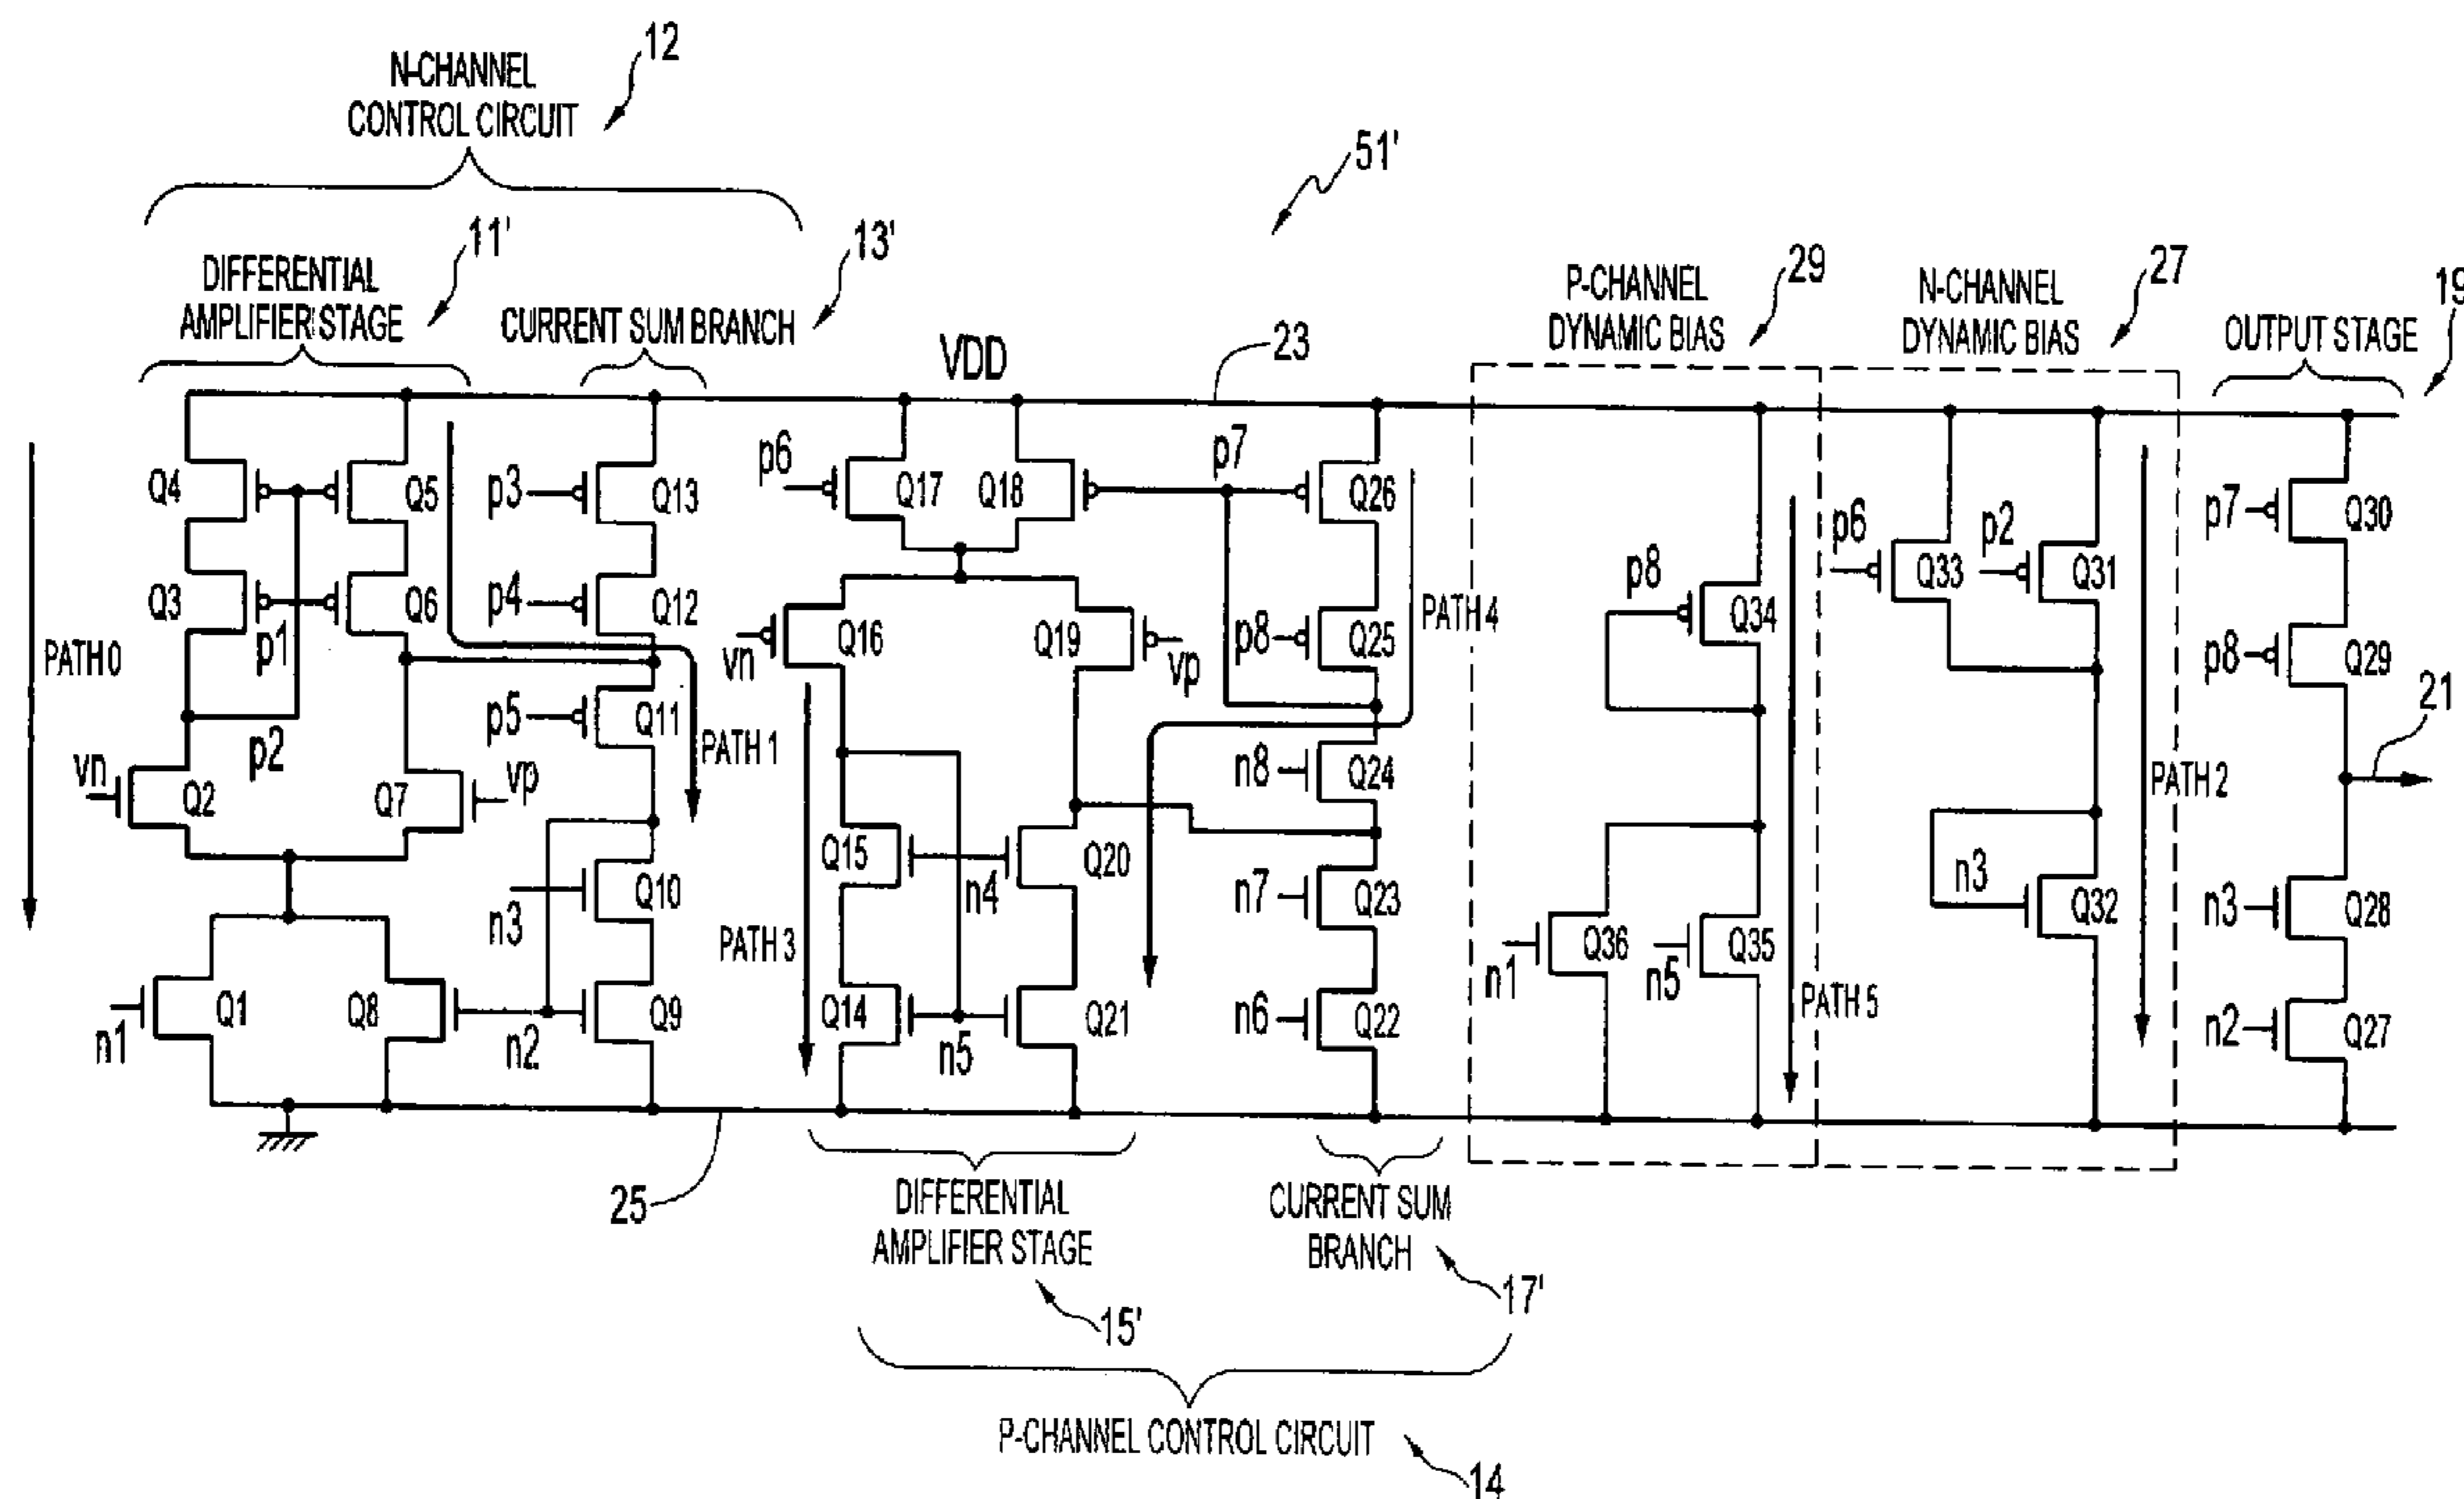 N-CHANNEL
CONTROL CIRCUIT
12
51'
DIFFERENTIAL
AMPLIFIER STAGE
11'
CURRENT SUM BRANCH
13'
VDD
23
P-CHANNEL
DYNAMIC BIAS
29
N-CHANNEL
DYNAMIC BIAS
27
OUTPUT STAGE
19
PATH 0
Q4
Q5
Q3
Q6
p1
p2
vn
Q2
Q7
vp
Q1
n1
Q8
n2
p3
Q13
p4
Q12
p5
Q11
PATH 1
Q10
n3
Q9
p6
Q17
Q18
p7
Q26
Q16
vn
Q19
vp
p8
Q25
PATH 4
n8
Q24
Q15
n4
Q20
n7
Q23
PATH 3
Q14
n5
Q21
n6
Q22
p8
Q34
n1
Q36
n5
Q35
PATH 5
p6
Q33
p2
Q31
n3
Q32
PATH 2
p7
Q30
p8
Q29
21
n3
Q28
n2
Q27
25
DIFFERENTIAL
AMPLIFIER STAGE
15'
CURRENT SUM
BRANCH
17'
P-CHANNEL CONTROL CIRCUIT
14